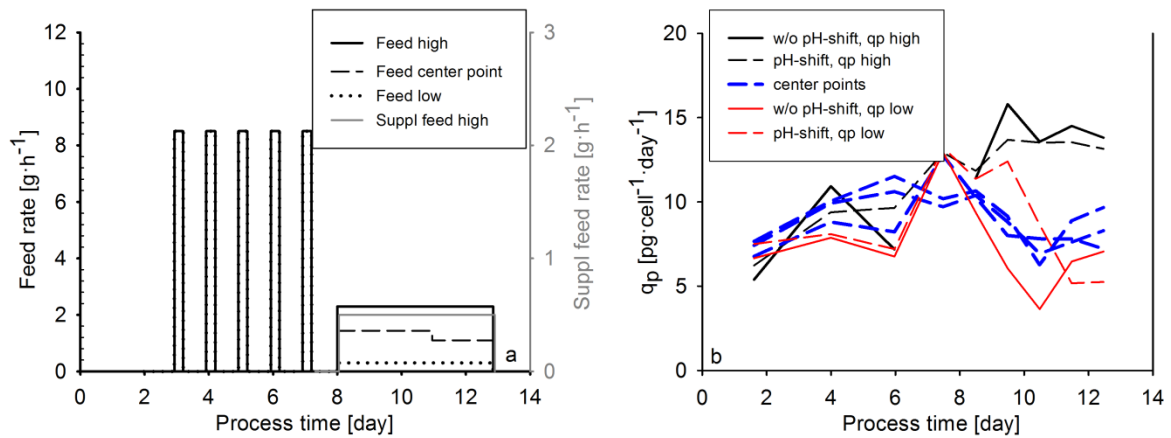 12
10
8
6
4
2
0
Feed rate [g·h⁻¹]
Feed high
Feed center point
Feed low
Suppl feed high
3
2
1
0
Suppl feed rate [g·h⁻¹]
a
0 2 4 6 8 10 12 14
Process time [day]
20
15
10
5
0
qp [pg·cell⁻¹·day⁻¹]
w/o pH-shift, qp high
pH-shift, qp high
center points
w/o pH-shift, qp low
pH-shift, qp low
b
0 2 4 6 8 10 12 14
Process time [day]